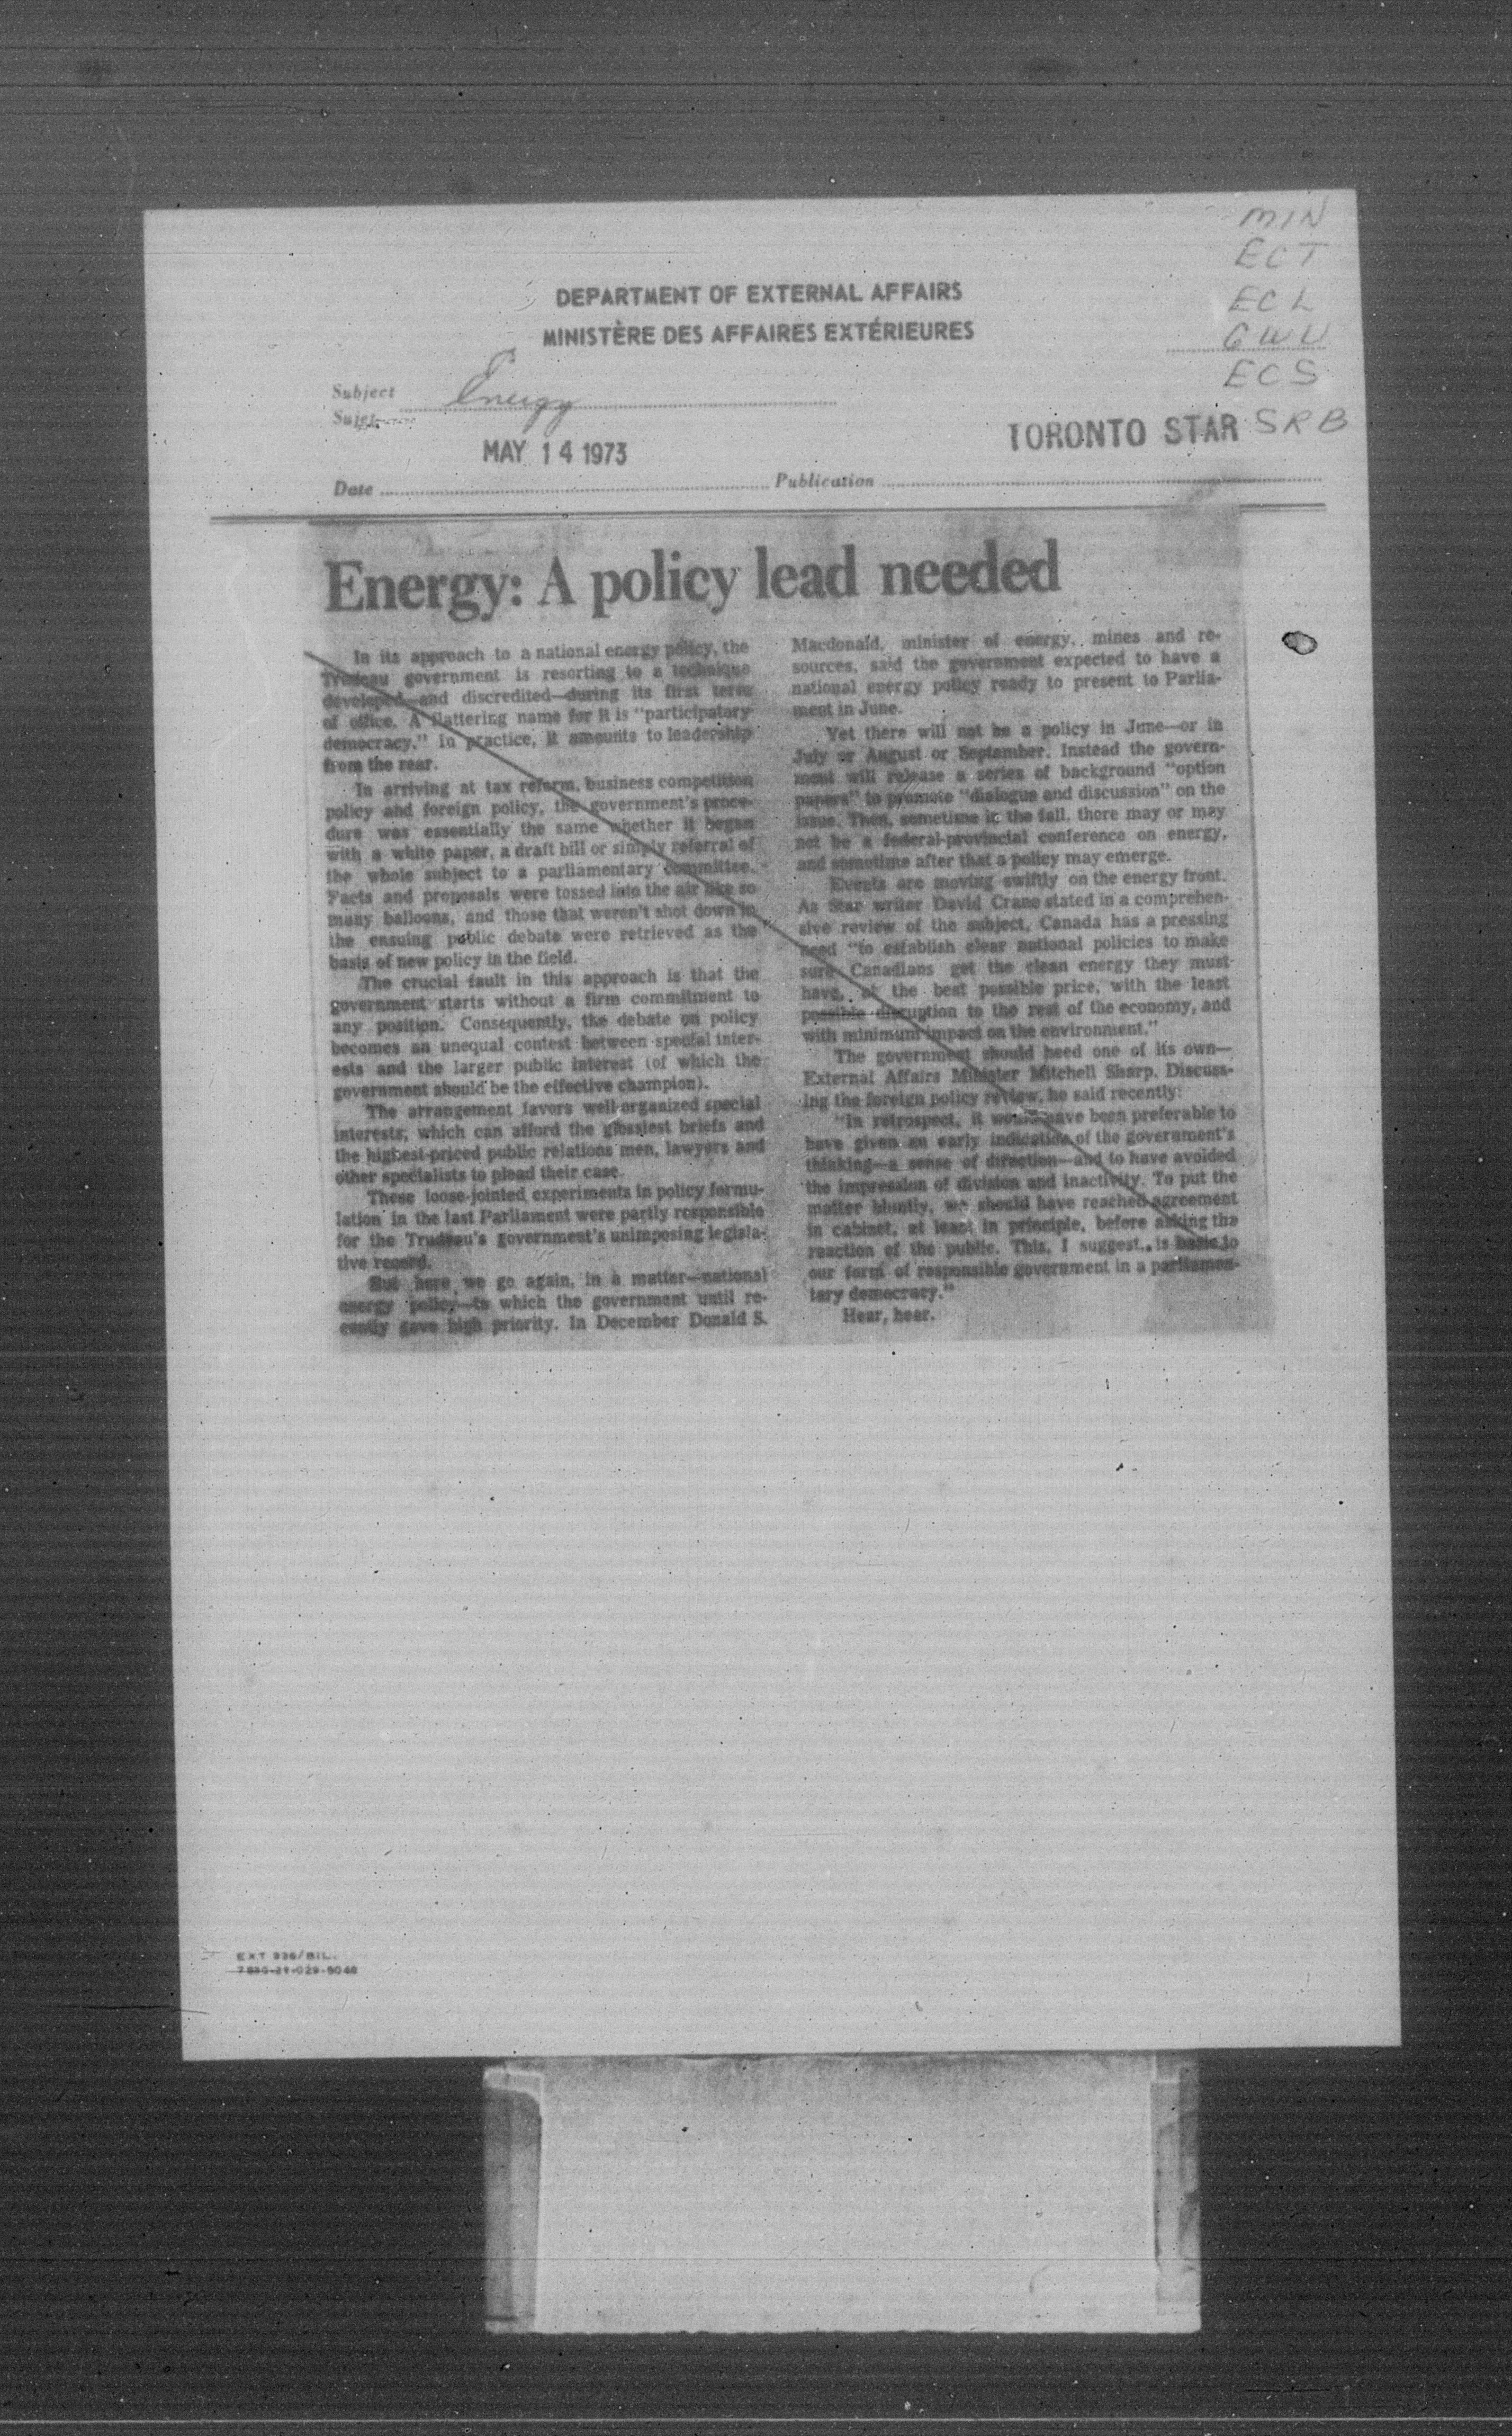 MIN
ECT
ECL
GWU
ECS
SRB
DEPARTMENT OF EXTERNAL AFFAIRS
MINISTÈRE DES AFFAIRES EXTÉRIEURES
Subject Energy
Sujet
MAY 14 1973
TORONTO STAR
Date Publication
Energy: A policy lead needed
In its approach to a national energy policy, the
Trudeau government is resorting to a technique
developed—and discredited—during its first term
of office. A flattering name for it is "participatory
democracy." In practice, it amounts to leadership
from the rear.
In arriving at tax reform, business competition
policy and foreign policy, the government's proce-
dure was essentially the same whether it began
with a white paper, a draft bill or simply referral of
the whole subject to a parliamentary committee.
Facts and proposals were tossed into the air like so
many balloons, and those that weren't shot down in
the ensuing public debate were retrieved as the
basis of new policy in the field.
The crucial fault in this approach is that the
government starts without a firm commitment to
any position. Consequently, the debate on policy
becomes an unequal contest between special inter-
ests and the larger public interest (of which the
government should be the effective champion).
The arrangement favors well-organized special
interests, which can afford the glossiest briefs and
the highest-priced public relations men, lawyers and
other specialists to plead their case.
These loose-jointed experiments in policy formu-
lation in the last Parliament were partly responsible
for the Trudeau's government's unimposing legisla-
tive record.
But here we go again, in a matter—national
energy policy—to which the government until re-
cently gave high priority. In December Donald S.
Macdonald, minister of energy, mines and re-
sources, said the government expected to have a
national energy policy ready to present to Parlia-
ment in June.
Yet there will not be a policy in June—or in
July or August or September. Instead the govern-
ment will release a series of background "option
papers" to promote "dialogue and discussion" on the
issue. Then, sometime in the fall, there may or may
not be a federal-provincial conference on energy,
and sometime after that a policy may emerge.
Events are moving swiftly on the energy front.
As Star writer David Crane stated in a comprehen-
sive review of the subject, Canada has a pressing
need "to establish clear national policies to make
sure Canadians get the clean energy they must
have, at the best possible price, with the least
possible disruption to the rest of the economy, and
with minimum impact on the environment."
The government should heed one of its own—
External Affairs Minister Mitchell Sharp. Discuss-
ing the foreign policy review, he said recently:
"In retrospect, it would have been preferable to
have given an early indication of the government's
thinking—a sense of direction—and to have avoided
the impression of division and inactivity. To put the
matter bluntly, we should have reached agreement
in cabinet, at least in principle, before asking the
reaction of the public. This, I suggest, is basic to
our form of responsible government in a parliamen-
tary democracy."
Hear, hear.
EXT 936/BIL.
7530-21-029-5048